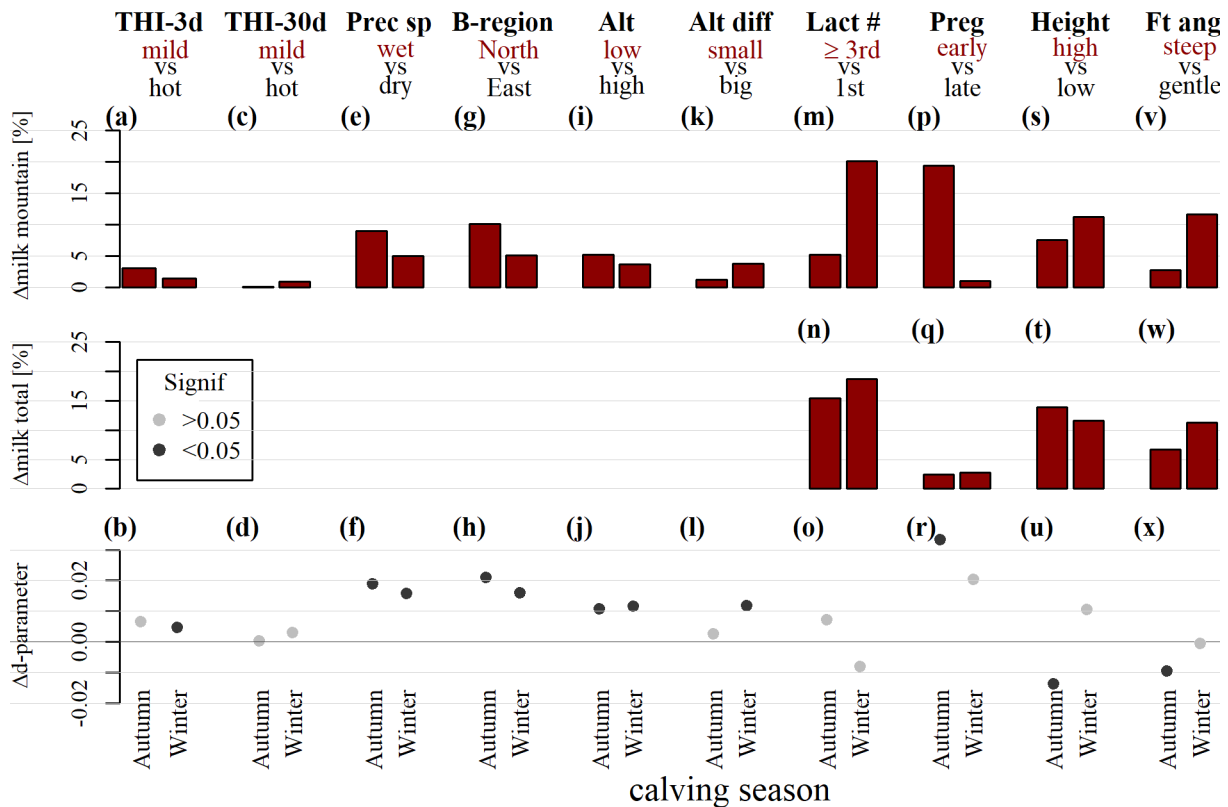 THI-3d THI-30d Prec sp B-region Alt Alt diff Lact # Preg Height Ft ang
mild mild wet North low small ≥ 3rd early high steep
vs vs vs vs vs vs vs vs vs vs
hot hot dry East high big 1st late low gentle
(a) (c) (e) (g) (i) (k) (m) (p) (s) (v)
Δmilk mountain [%]
25
15
5
0
(n) (q) (t) (w)
Δmilk total [%]
25
15
5
0
Signif
>0.05
<0.05
(b) (d) (f) (h) (j) (l) (o) (r) (u) (x)
Δd-parameter
0.02
0.00
-0.02
Autumn Winter Autumn Winter Autumn Winter Autumn Winter Autumn Winter Autumn Winter Autumn Winter Autumn Winter Autumn Winter Autumn Winter
calving season